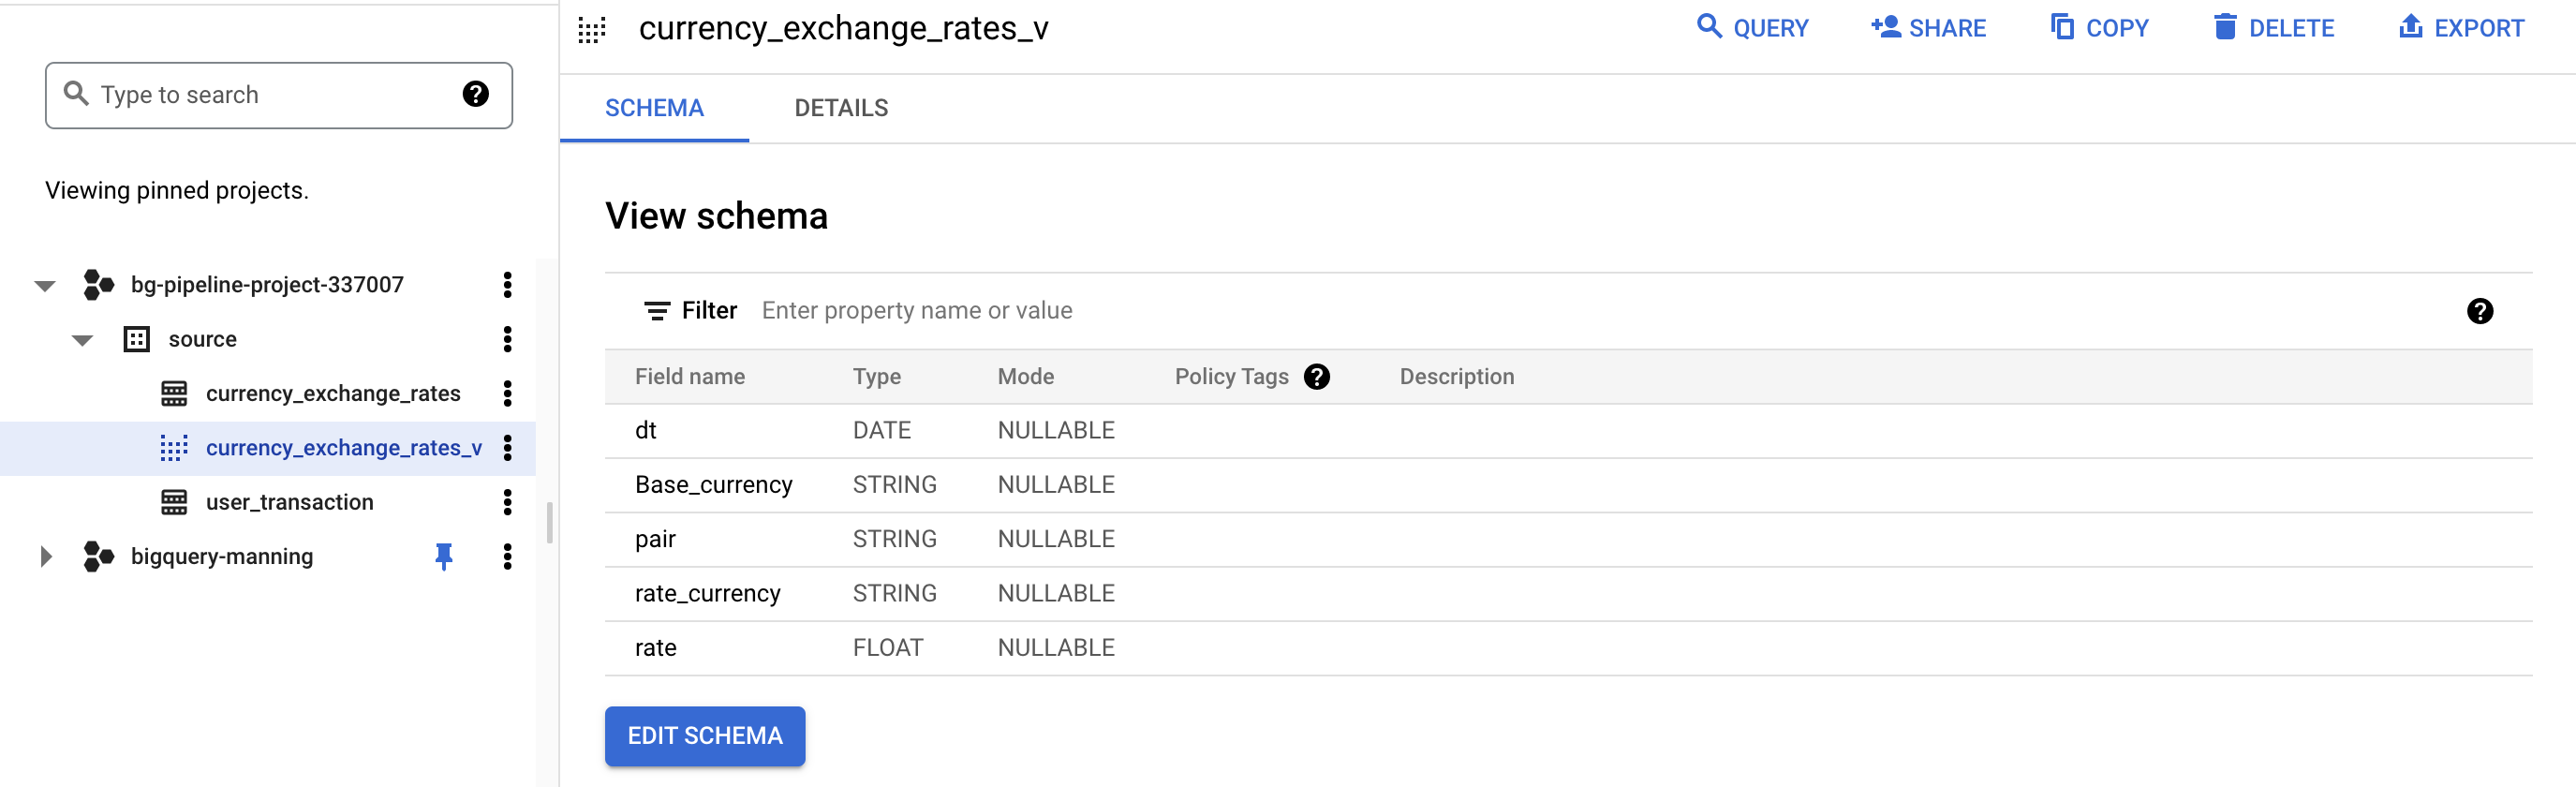 Type to search ?
Viewing pinned projects.
bg-pipeline-project-337007
source
currency_exchange_rates
currency_exchange_rates_v
user_transaction
bigquery-manning
currency_exchange_rates_v QUERY SHARE COPY DELETE EXPORT
SCHEMA DETAILS
View schema
Filter Enter property name or value ?
Field name Type Mode Policy Tags ? Description
dt DATE NULLABLE
Base_currency STRING NULLABLE
pair STRING NULLABLE
rate_currency STRING NULLABLE
rate FLOAT NULLABLE
EDIT SCHEMA